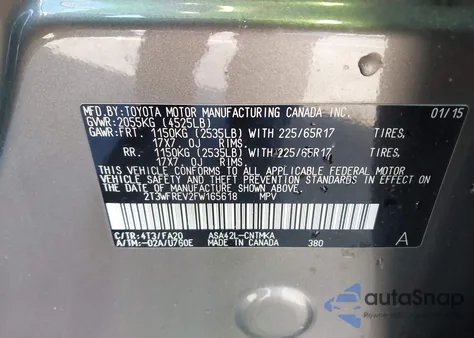 MFD.BY:TOYOTA MOTOR MANUFACTURING CANADA INC. 01/15
GVWR:2055KG (4525LB)
GAWR:FRT. 1150KG (2535LB) WITH 225/65R17 TIRES,
17X7.0J RIMS.
RR. 1150KG (2535LB) WITH 225/65R17 TIRES,
17X7.0J RIMS.
THIS VEHICLE CONFORMS TO ALL APPLICABLE FEDERAL MOTOR
VEHICLE SAFETY AND THEFT PREVENTION STANDARDS IN EFFECT
ON THE DATE OF MANUFACTURE SHOWN ABOVE.
2T3WFREV2FW165618 MPV
C/TR:4T3/FA20 ASA42L-CNTMKA A
A/TM:-02A/U760E MADE IN CANADA 380
autoSnap